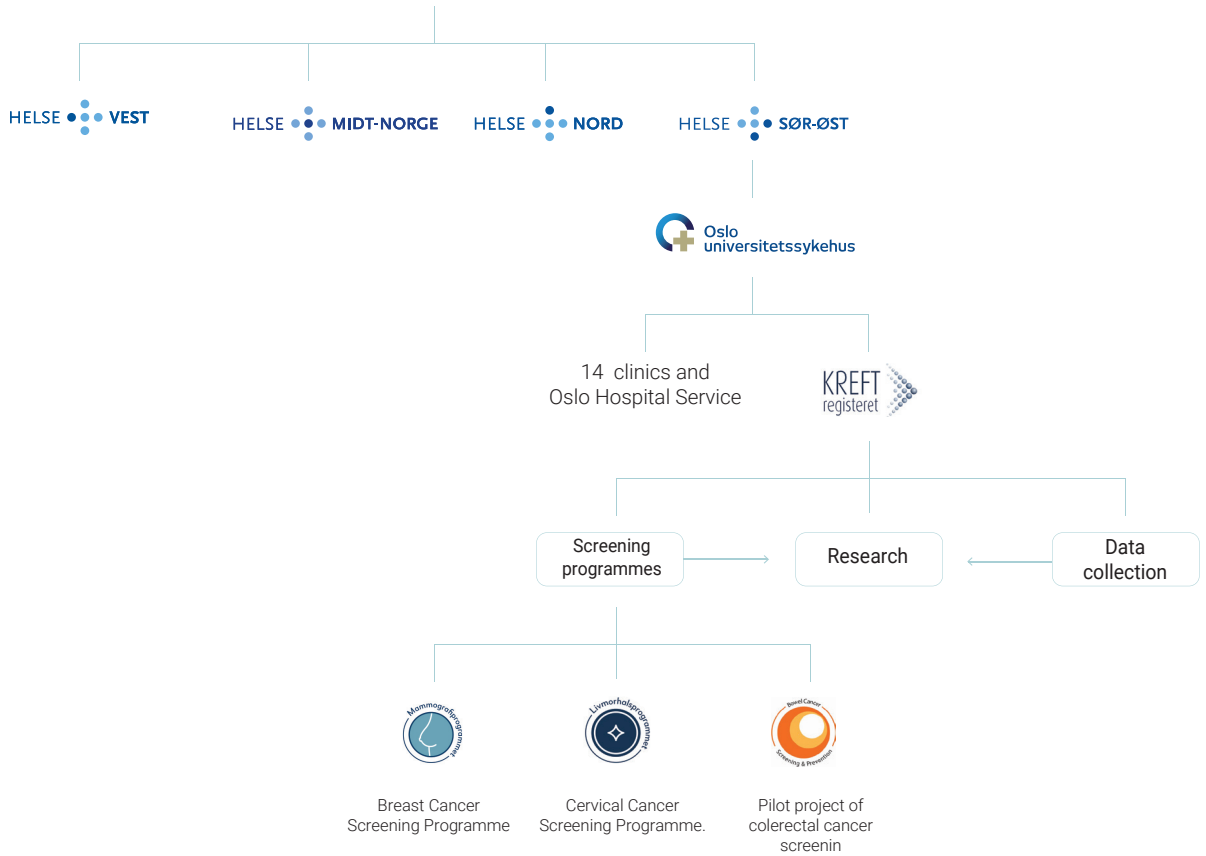 HELSE VEST
HELSE MIDT-NORGE
HELSE NORD
HELSE SØR-ØST
Oslo
universitetssykehus
14 clinics and
Oslo Hospital Service
KREFT
registeret
Screening
programmes
Research
Data
collection
Mammografiprogrammet
Livmorhalsprogrammet
Bowel Cancer
Screening & Prevention
Breast Cancer
Screening Programme
Cervical Cancer
Screening Programme.
Pilot project of
colerectal cancer
screenin